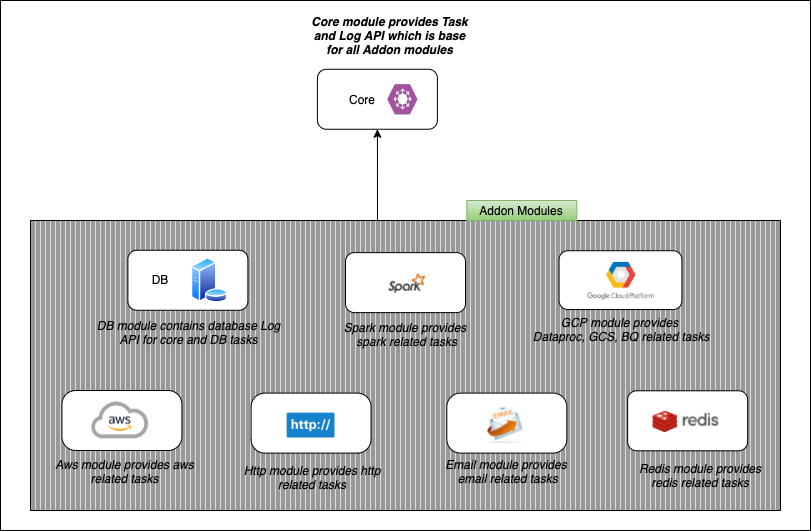 Core module provides Task
and Log API which is base
for all Addon modules
Core
Addon Modules
DB
Spark
Google Cloud Platform
DB module contains database Log
API for core and DB tasks
Spark module provides
spark related tasks
GCP module provides
Dataproc, GCS, BQ related tasks
aws
http://
EMAIL
redis
Aws module provides aws
related tasks
Http module provides http
related tasks
Email module provides
email related tasks
Redis module provides
redis related tasks